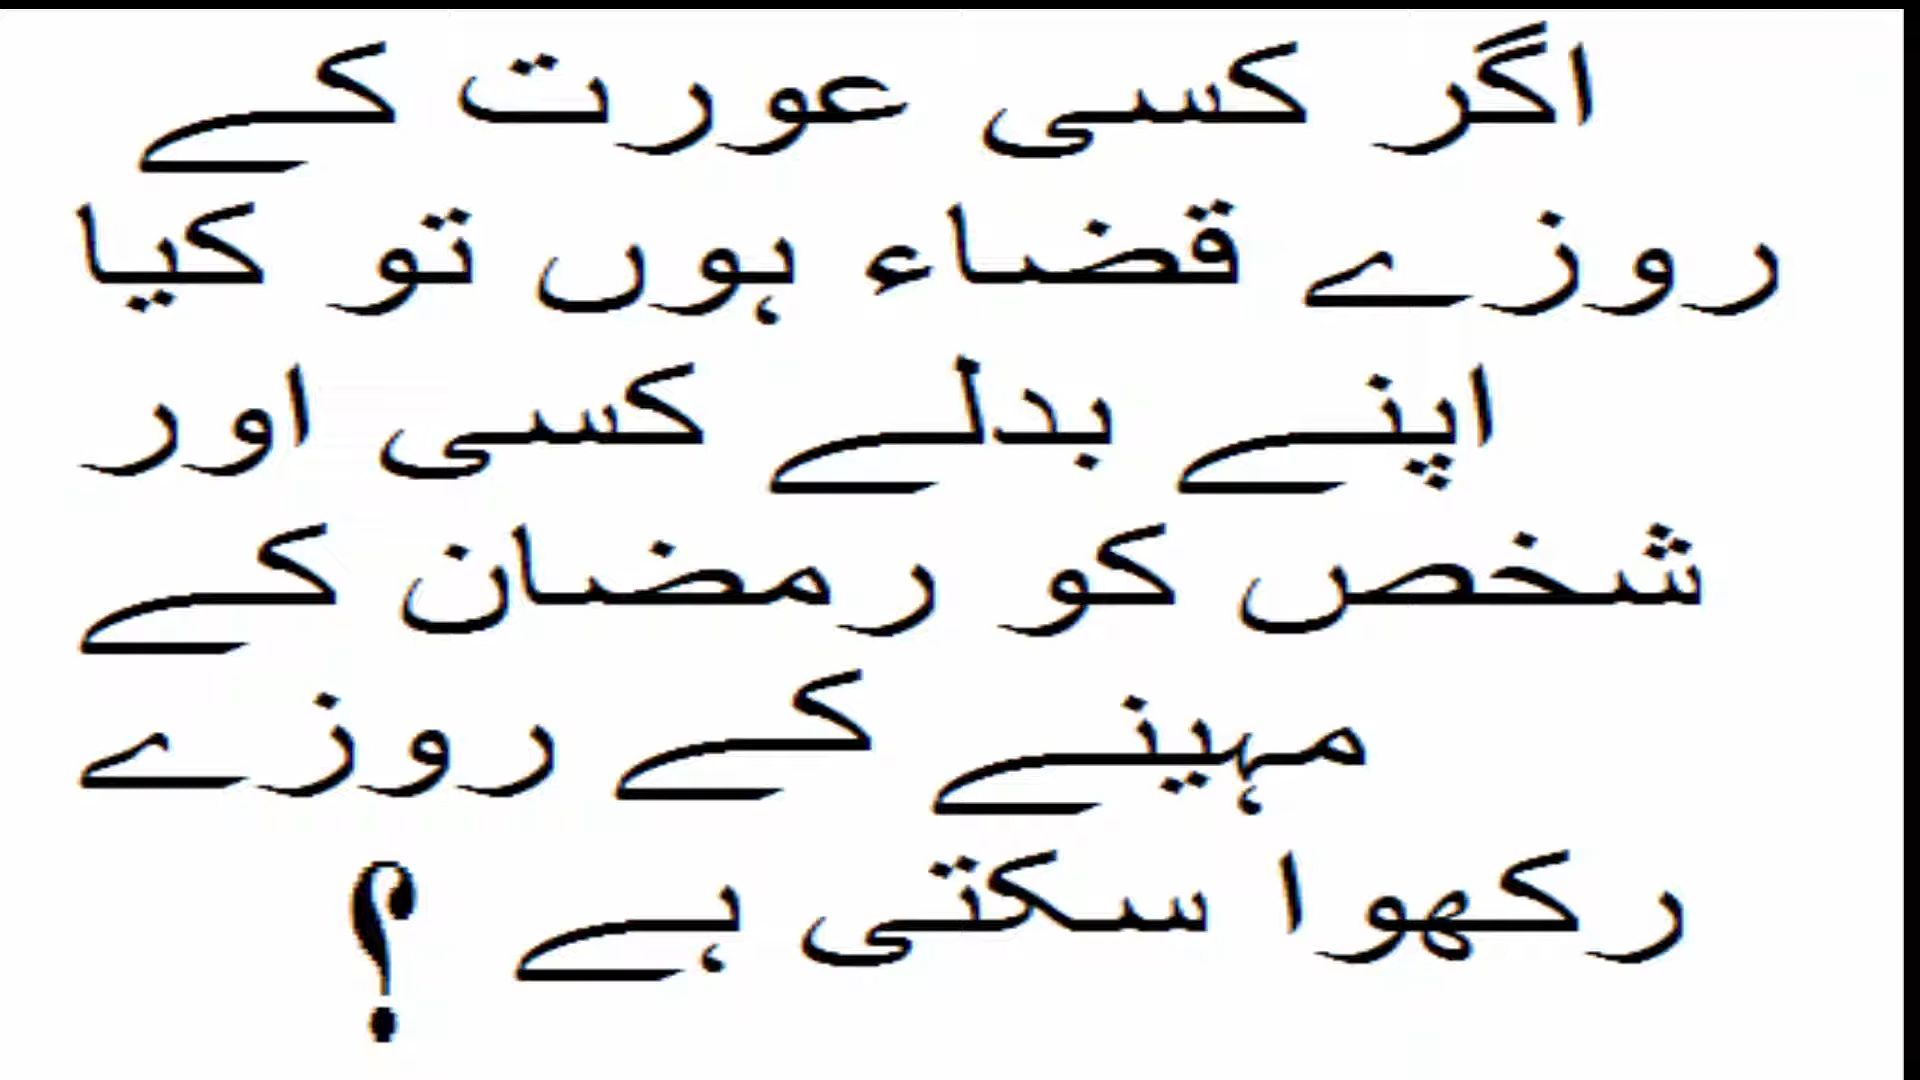 اگر کسی عورت کے
روزے قضاء ہوں تو کیا
اپنے بدلے کسی اور
شخص کو رمضان کے
مہینے کے روزے
رکھوا سکتی ہے ؟